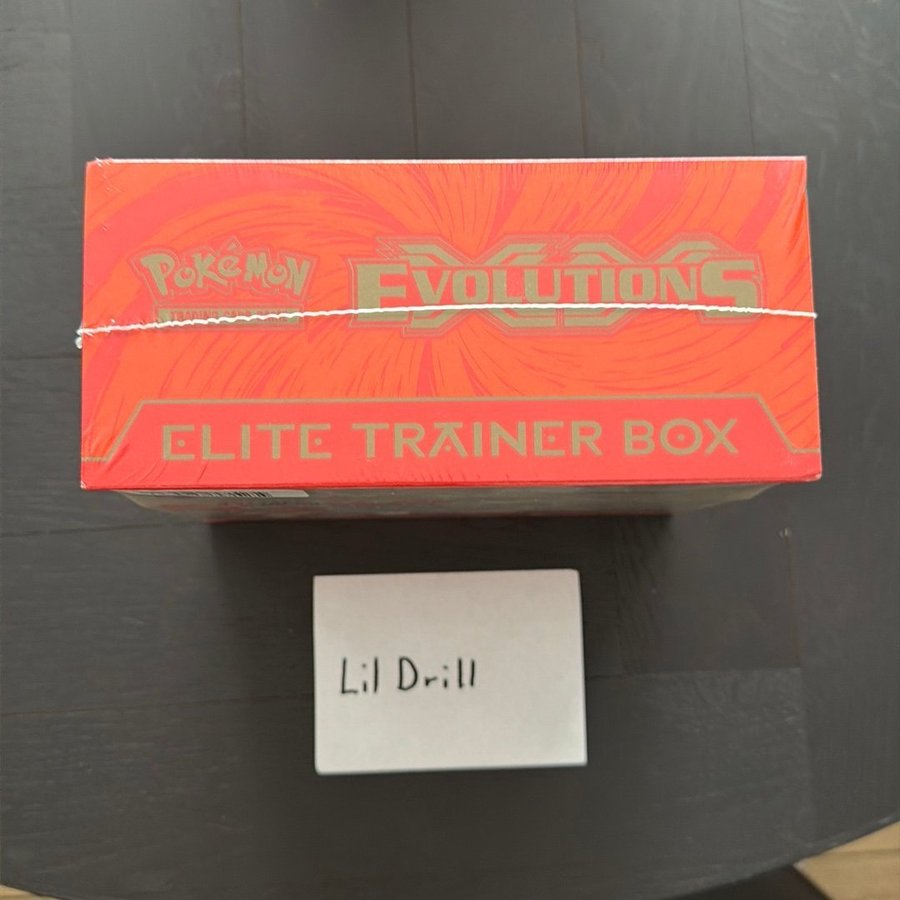 Pokémon
EVOLUTIONS
ELITE TRAINER BOX
Lil Drill